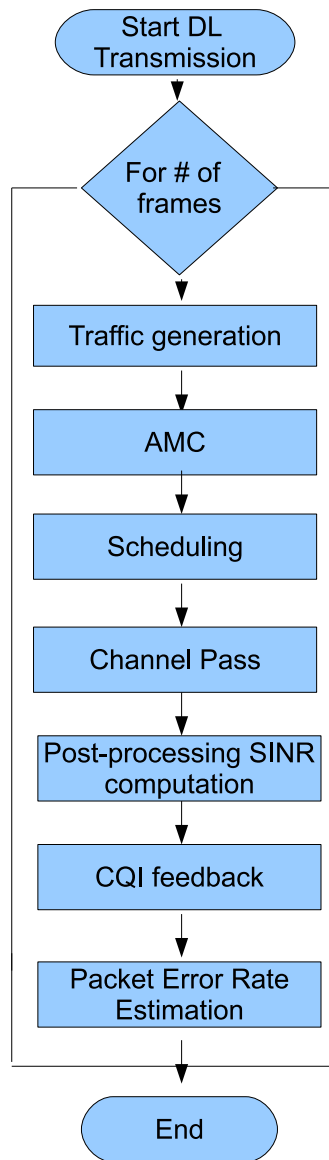 Start DL
Transmission
For # of
frames
Traffic generation
AMC
Scheduling
Channel Pass
Post-processing SINR
computation
CQI feedback
Packet Error Rate
Estimation
End